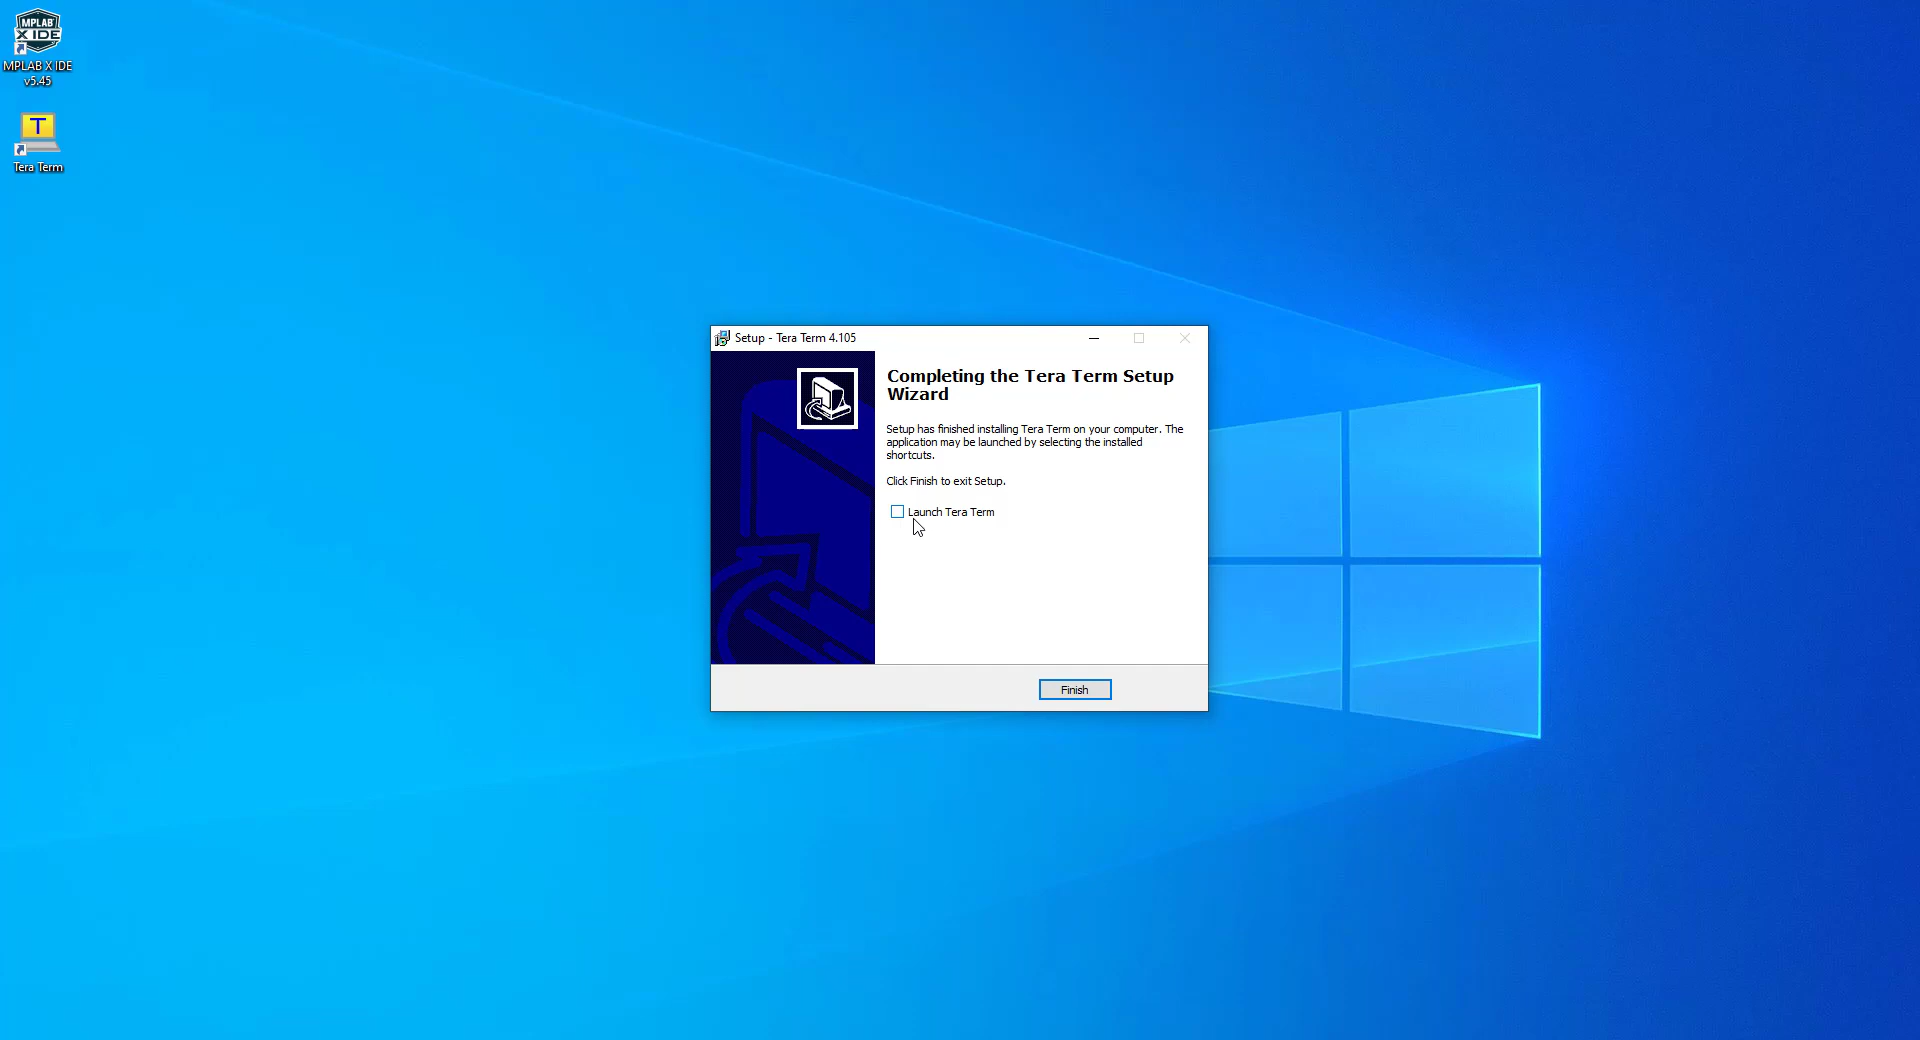 MPLAB
X IDE
MPLAB X IDE
v5.45
T
Tera Term
Setup - Tera Term 4.105
Completing the Tera Term Setup
Wizard
Setup has finished installing Tera Term on your computer. The
application may be launched by selecting the installed
shortcuts.
Click Finish to exit Setup.
Launch Tera Term
Finish